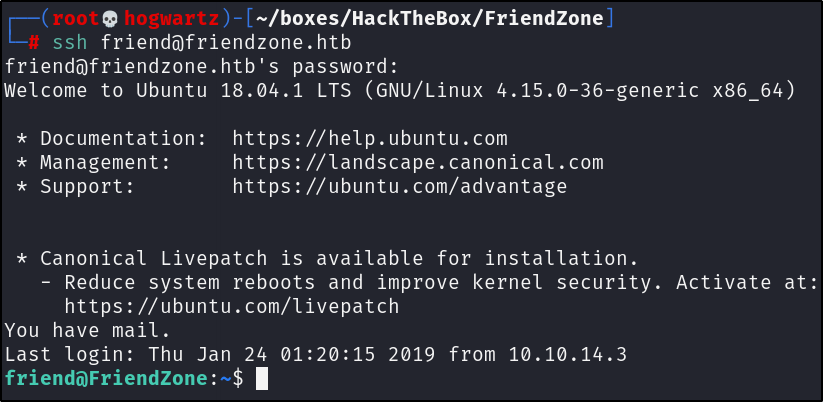 ┌──(root💀hogwartz)-[~/boxes/HackTheBox/FriendZone]
└─# ssh friend@friendzone.htb
friend@friendzone.htb's password:
Welcome to Ubuntu 18.04.1 LTS (GNU/Linux 4.15.0-36-generic x86_64)
* Documentation:  https://help.ubuntu.com
* Management:     https://landscape.canonical.com
* Support:        https://ubuntu.com/advantage
* Canonical Livepatch is available for installation.
- Reduce system reboots and improve kernel security. Activate at:
https://ubuntu.com/livepatch
You have mail.
Last login: Thu Jan 24 01:20:15 2019 from 10.10.14.3
friend@FriendZone:~$